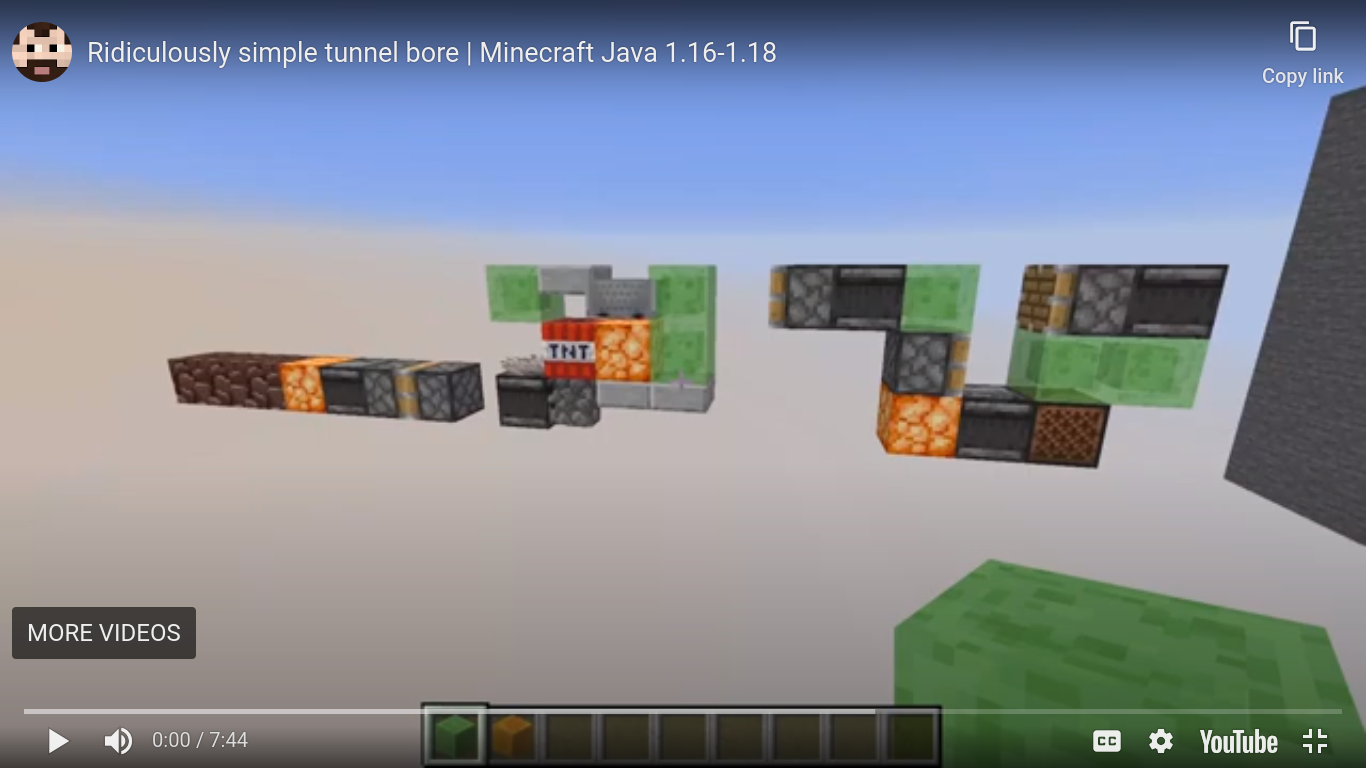 Ridiculously simple tunnel bore | Minecraft Java 1.16-1.18
Copy link
TNT
MORE VIDEOS
0:00 / 7:44
CC
YouTube